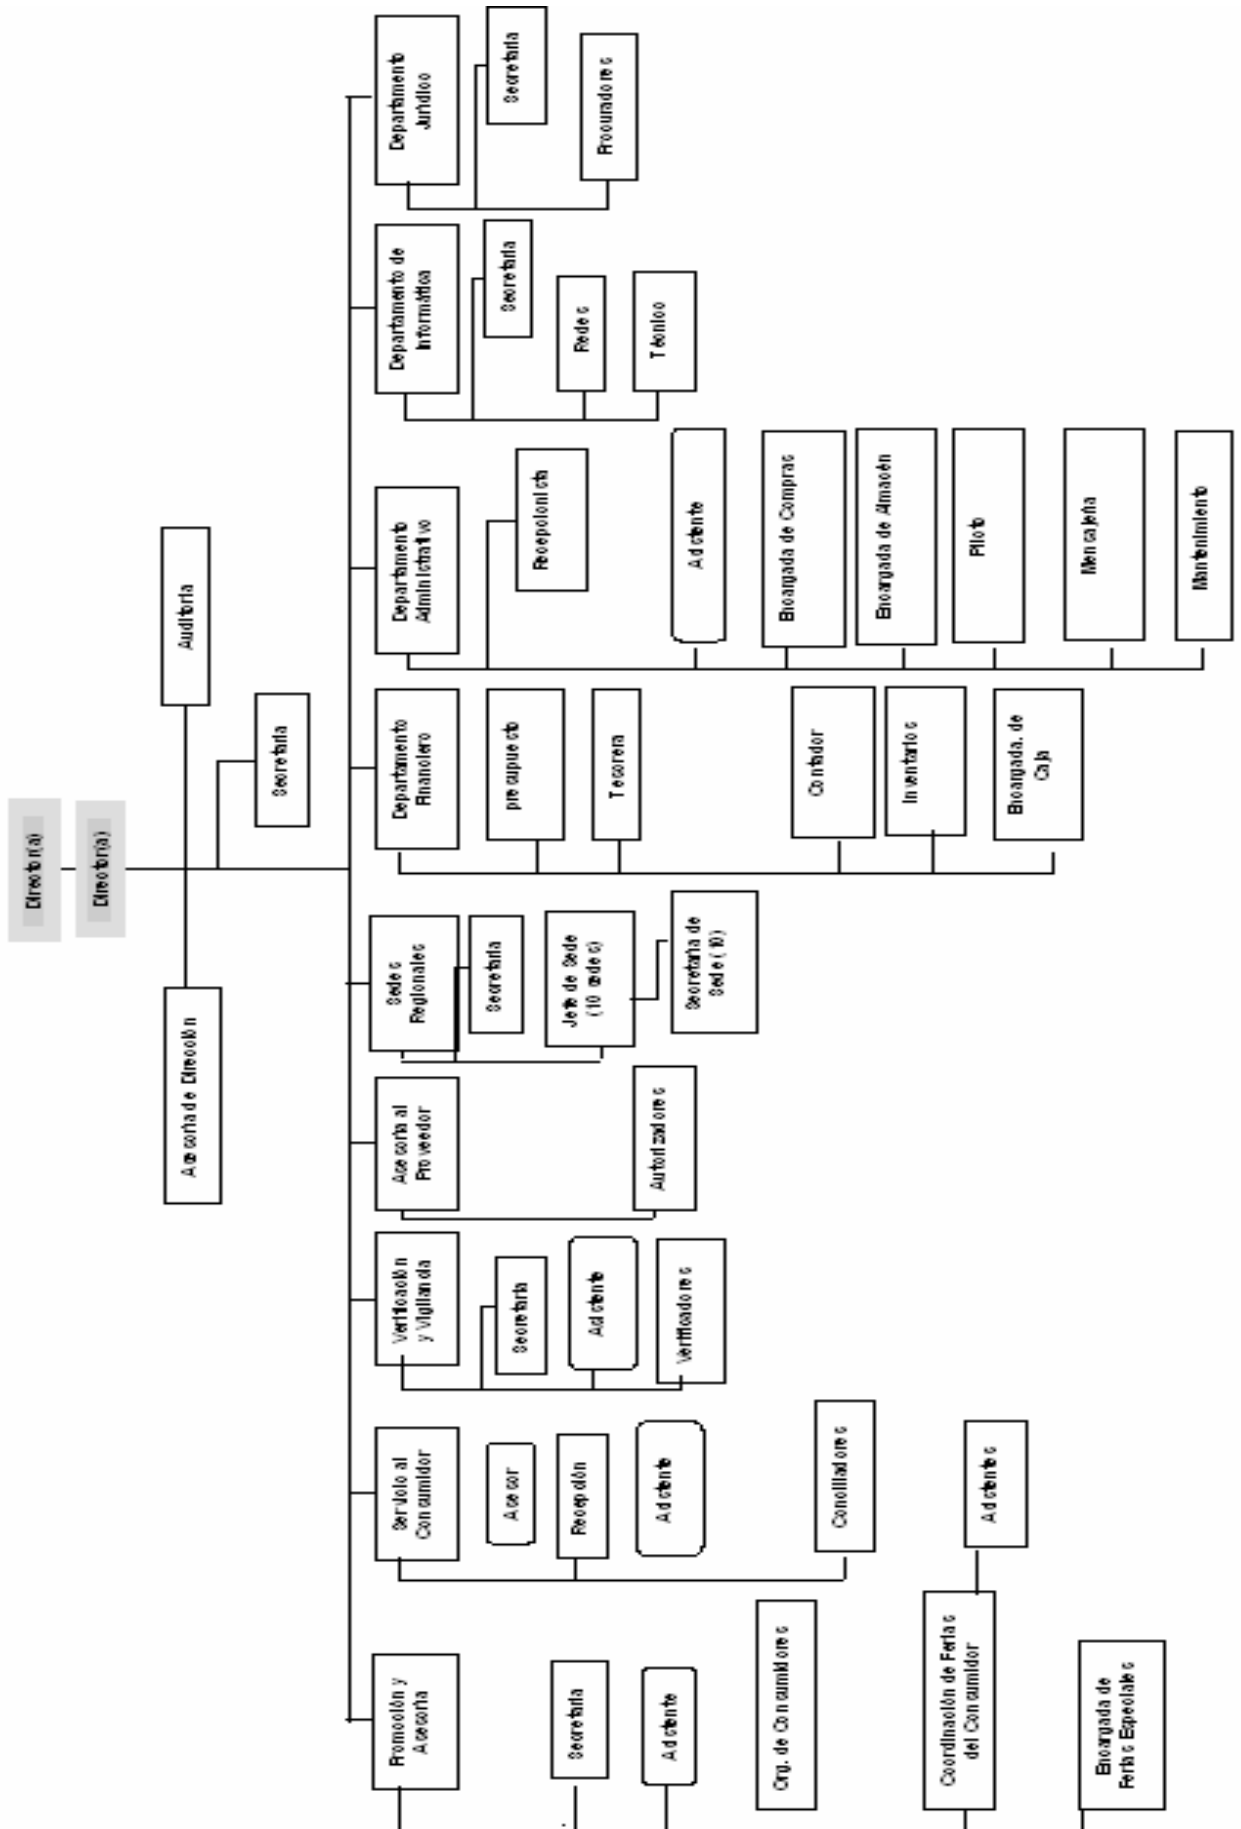 Director(a)
Director(a)
Asesoría de Dirección
Auditoría
Secretaria
Promoción y
Asesoría
Secretaria
Asistente
Org. de Consumidores
Coordinación de Ferias
del Consumidor
Asistentes
Encargada de
Ferias Especiales
Servicio al
Consumidor
Asesor
Recepción
Asistente
Conciliadores
Verificación
y Vigilancia
Secretaria
Asistente
Verificadores
Asesoría al
Proveedor
Autorizadores
Sedes
Regionales
Secretaria
Jefe de Sede
(10 sedes)
Secretaria de
Sede (10)
Departamento
Financiero
presupuesto
Tesorera
Contador
Inventarios
Encargada. de
Caja
Departamento
Administrativo
Recepcionista
Asistente
Encargada de Compras
Encargada de Almacén
Piloto
Mensajería
Mantenimiento
Departamento de
Informática
Secretaria
Redes
Técnico
Departamento
Jurídico
Secretaria
Procuradores